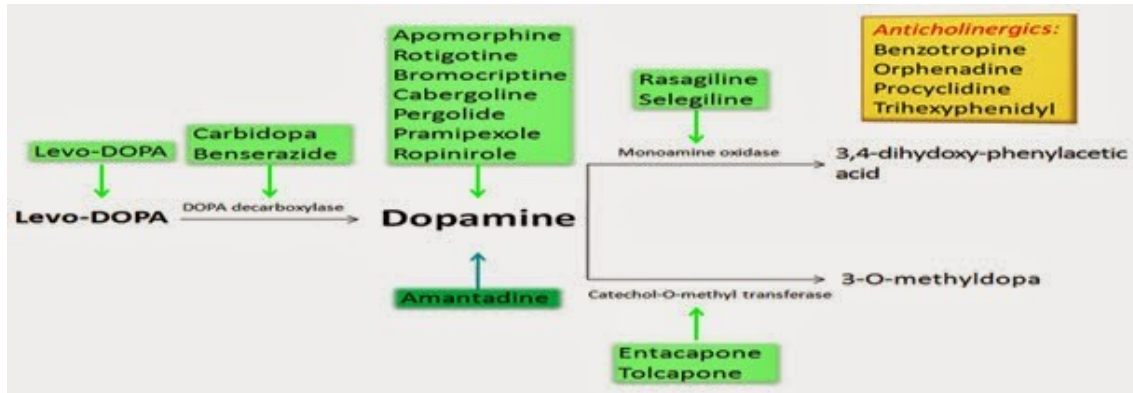 Apomorphine
Rotigotine
Bromocriptine
Cabergoline
Pergolide
Pramipexole
Ropinirole
Rasagiline
Selegiline
Anticholinergics:
Benzotropine
Orphenadine
Procyclidine
Trihexyphenidyl
Levo-DOPA
Carbidopa
Benserazide
Monoamine oxidase
3,4-dihydoxy-phenylacetic
acid
Levo-DOPA
DOPA decarboxylase
Dopamine
Amantadine
Catechol-O-methyl transferase
3-O-methyldopa
Entacapone
Tolcapone